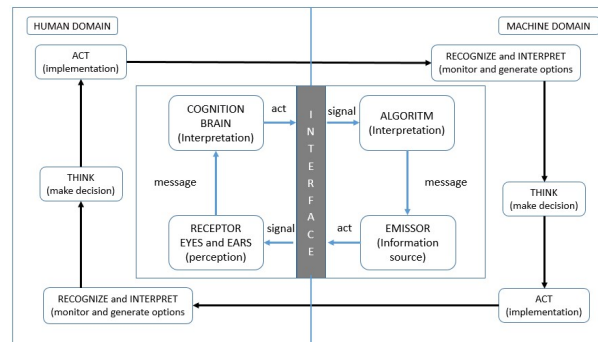 HUMAN DOMAIN
MACHINE DOMAIN
ACT
(implementation)
RECOGNIZE and INTERPRET
(monitor and generate options
COGNITION
BRAIN
(Interpretation)
act
I
N
T
E
R
F
A
C
E
signal
ALGORITM
(Interpretation)
THINK
(make decision)
message
message
THINK
(make decision)
RECEPTOR
EYES and EARS
(perception)
signal
act
EMISSOR
(Information
source)
RECOGNIZE and INTERPRET
(monitor and generate options
ACT
(implementation)